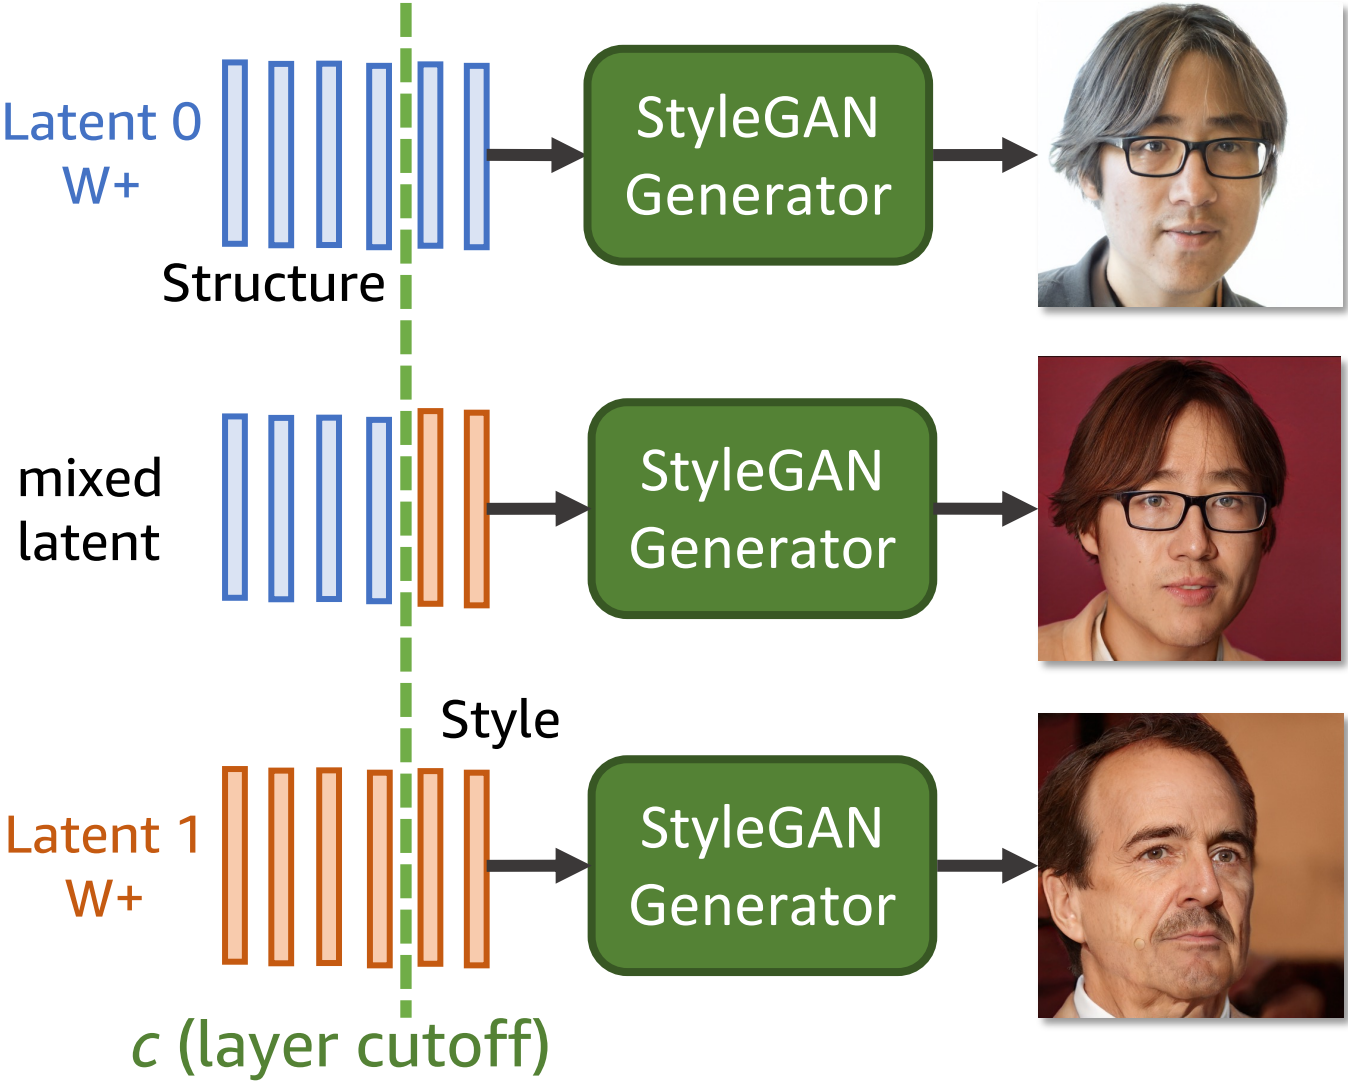 Latent 0
W+
StyleGAN
Generator
Structure
mixed
latent
StyleGAN
Generator
Style
Latent 1
W+
StyleGAN
Generator
c (layer cutoff)